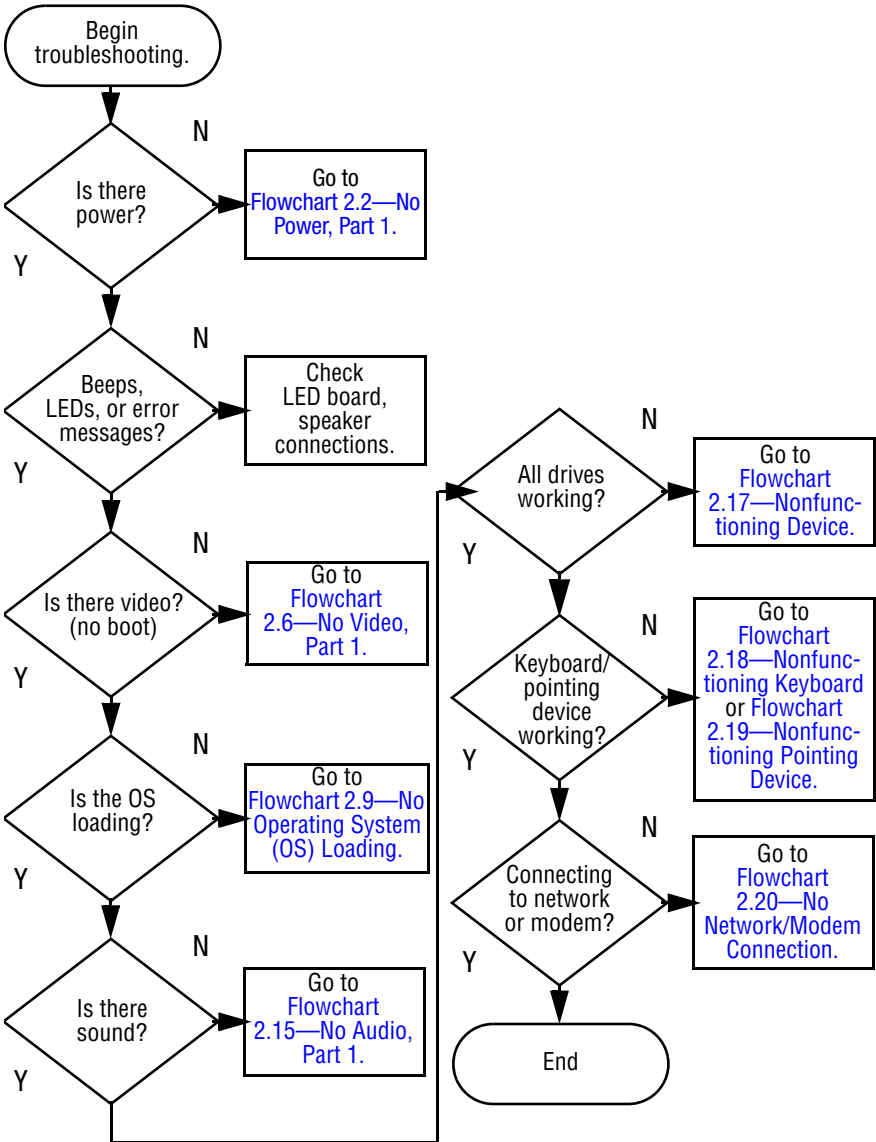 Begin
troubleshooting.
N
Is there
power?
Go to
Flowchart 2.2—No
Power, Part 1.
Y
N
Beeps,
LEDs, or error
messages?
Check
LED board,
speaker
connections.
Y
N
Is there video?
(no boot)
Go to
Flowchart
2.6—No Video,
Part 1.
Y
N
Is the OS
loading?
Go to
Flowchart 2.9—No
Operating System
(OS) Loading.
Y
N
Is there
sound?
Go to
Flowchart
2.15—No Audio,
Part 1.
Y
N
All drives
working?
Go to
Flowchart
2.17—Nonfunc-
tioning Device.
Y
N
Keyboard/
pointing
device
working?
Go to
Flowchart
2.18—Nonfunc-
tioning Keyboard
or Flowchart
2.19—Nonfunc-
tioning Pointing
Device.
Y
N
Connecting
to network
or modem?
Go to
Flowchart
2.20—No
Network/Modem
Connection.
Y
End